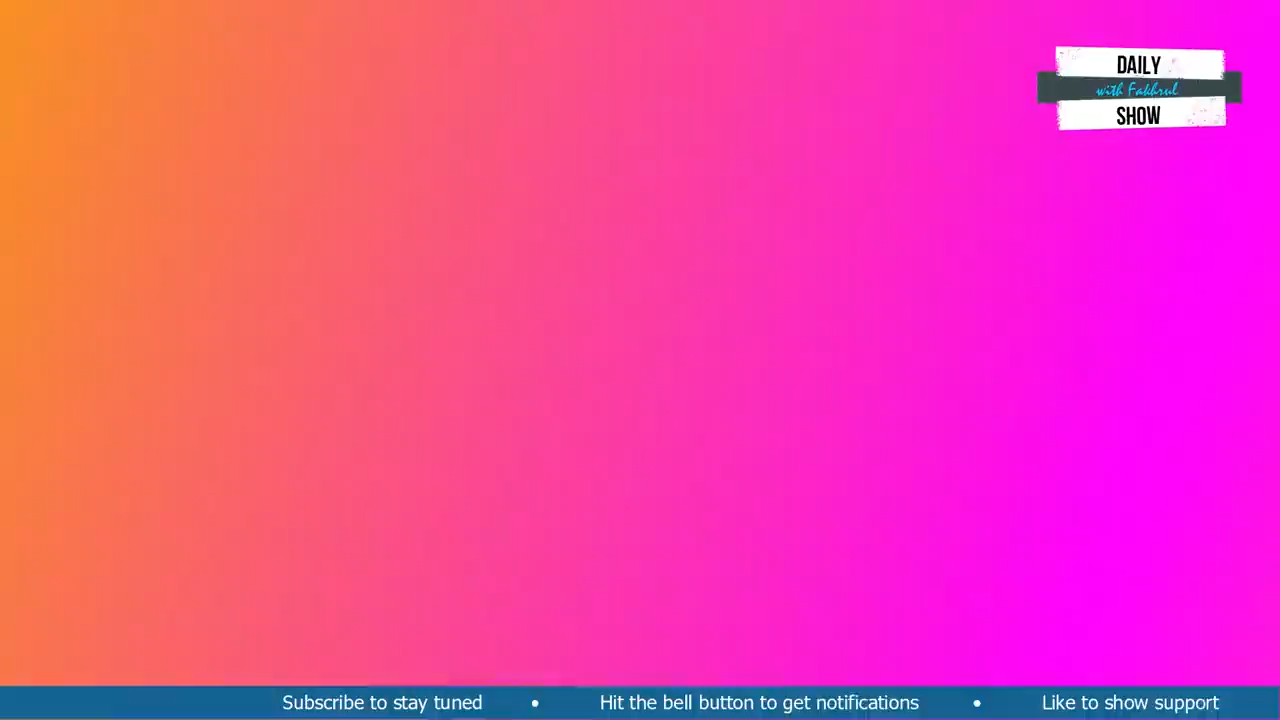 DAILY
with Fakhrul
SHOW
Subscribe to stay tuned • Hit the bell button to get notifications • Like to show support